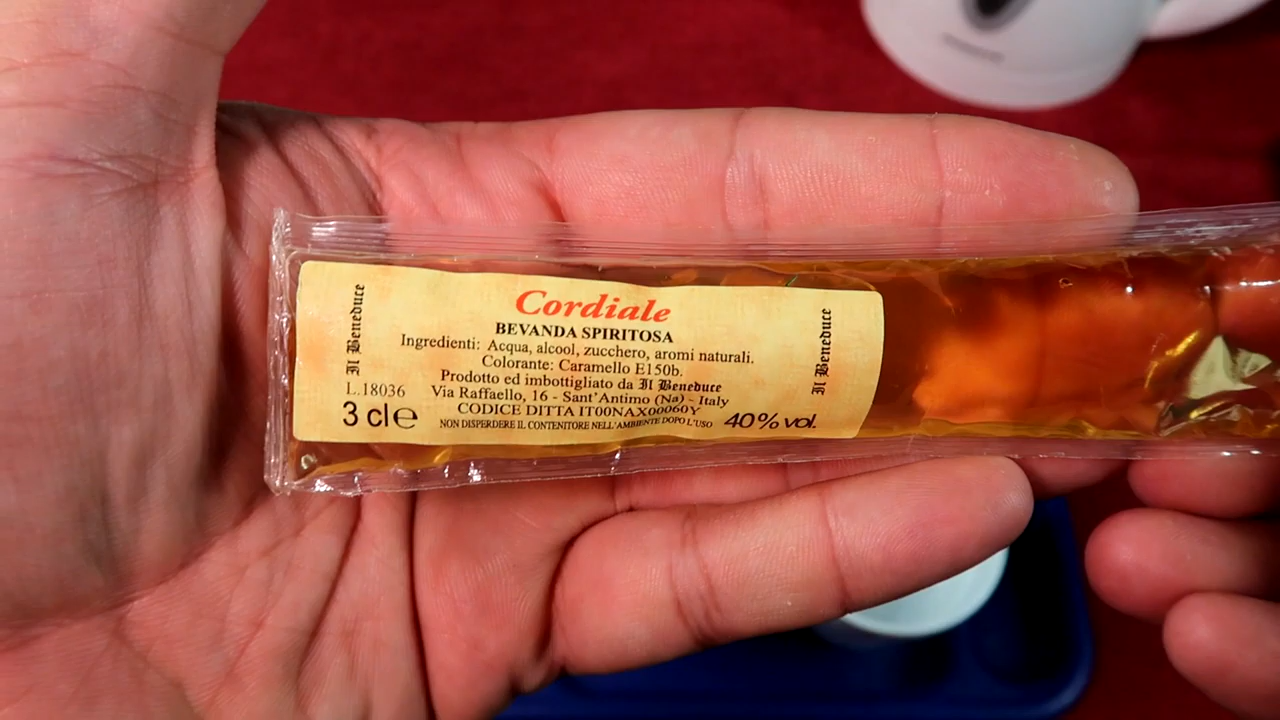 Il Beneduce
Cordiale
BEVANDA SPIRITOSA
Ingredienti: Acqua, alcool, zucchero, aromi naturali.
Colorante: Caramello E150b.
Prodotto ed imbottigliato da Il Beneduce
Via Raffaello, 16 - Sant'Antimo (Na) - Italy
CODICE DITTA IT00NAX00060Y
NON DISPERDERE IL CONTENITORE NELL'AMBIENTE DOPO L'USO
L.18036
3 cl e
40% vol.
Il Beneduce